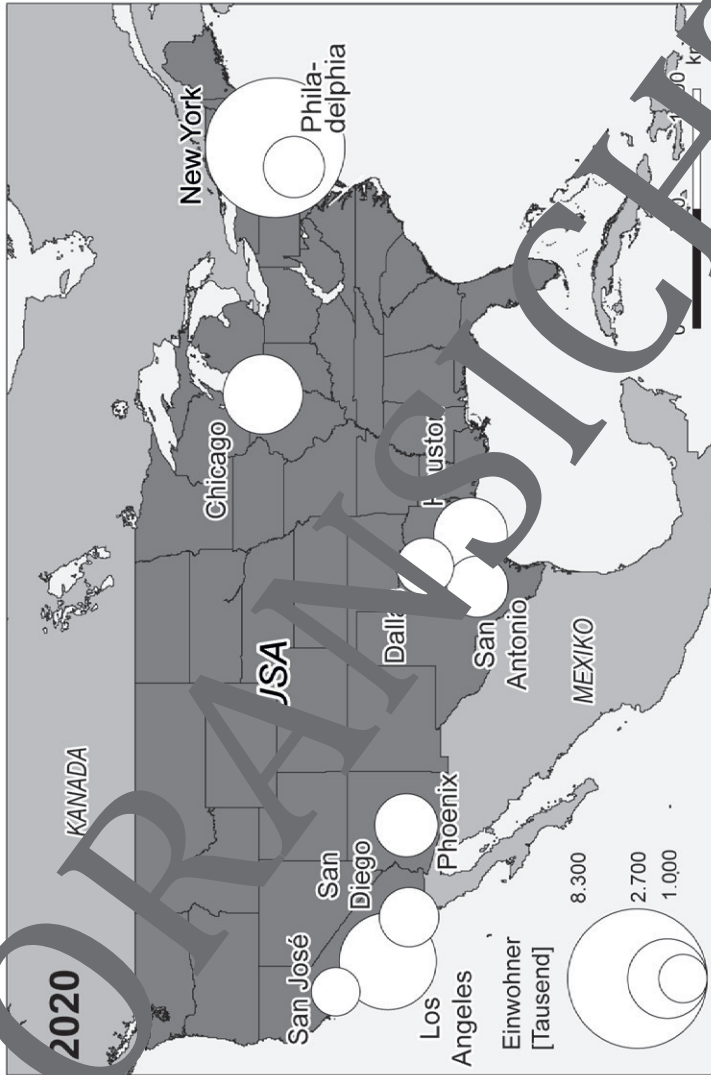 2020
KANADA
USA
MEXIKO
New York
Phila-
delphia
Chicago
San
Antonio
Phoenix
San
Diego
San José
Los
Angeles
Einwohner
[Tausend]
8.300
2.700
1.000
km